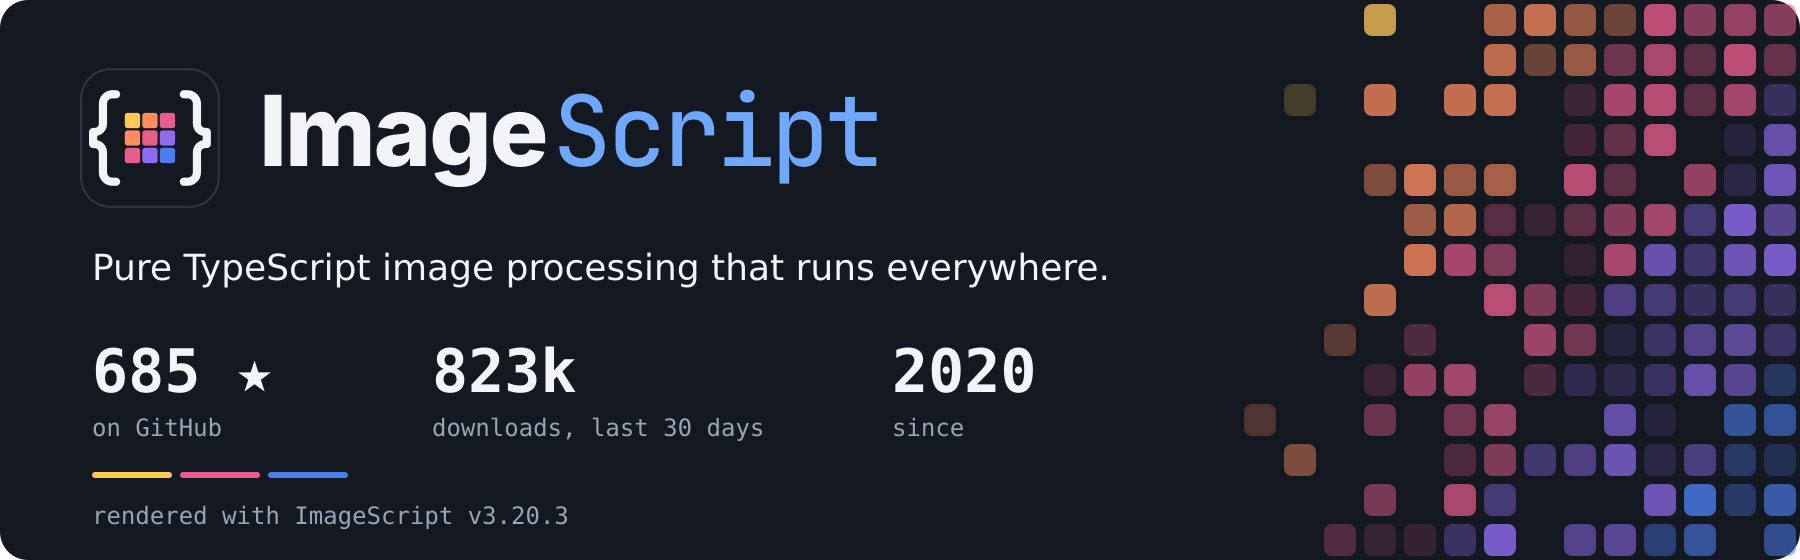 ImageScript
Pure TypeScript image processing that runs everywhere.
685 ★ 823k 2020
on GitHub downloads, last 30 days since
rendered with ImageScript v3.20.3